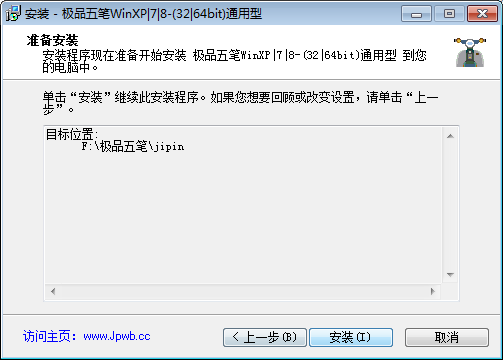 安装 - 极品五笔WinXP|7|8-(32|64bit)通用型
准备安装
安装程序现在准备开始安装 极品五笔WinXP|7|8-(32|64bit)通用型 到您
的电脑中。
单击“安装”继续此安装程序。如果您想要回顾或改变设置，请单击“上一
步”。
目标位置:
F:\极品五笔\jipin
访问主页：www.Jpwb.cc
< 上一步(B)
安装(I)
取消